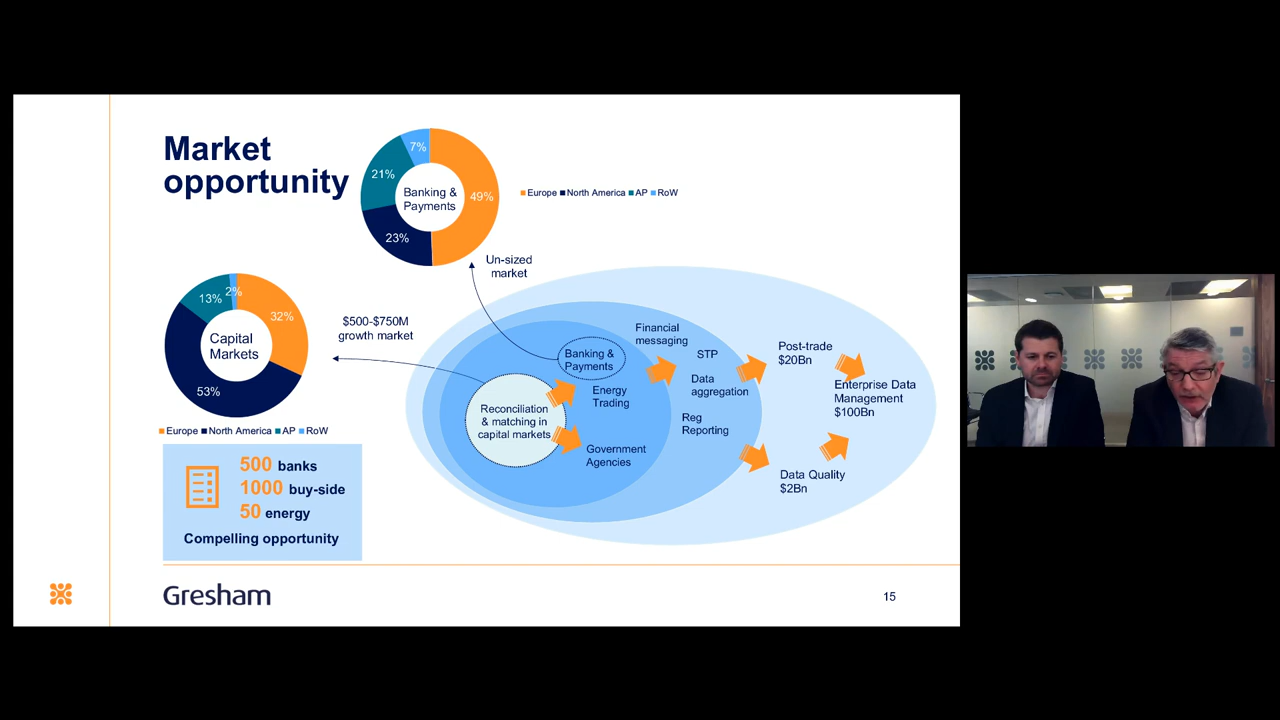 Market
opportunity
7%
21%
49%
23%
Banking &
Payments
Europe North America AP RoW
Un-sized
market
2%
13%
32%
53%
Capital
Markets
Europe North America AP RoW
$500-$750M
growth market
Reconciliation
& matching in
capital markets
Banking &
Payments
Energy
Trading
Government
Agencies
Financial
messaging
STP
Data
aggregation
Reg
Reporting
Post-trade
$20Bn
Enterprise Data
Management
$100Bn
Data Quality
$2Bn
500 banks
1000 buy-side
50 energy
Compelling opportunity
Gresham
15